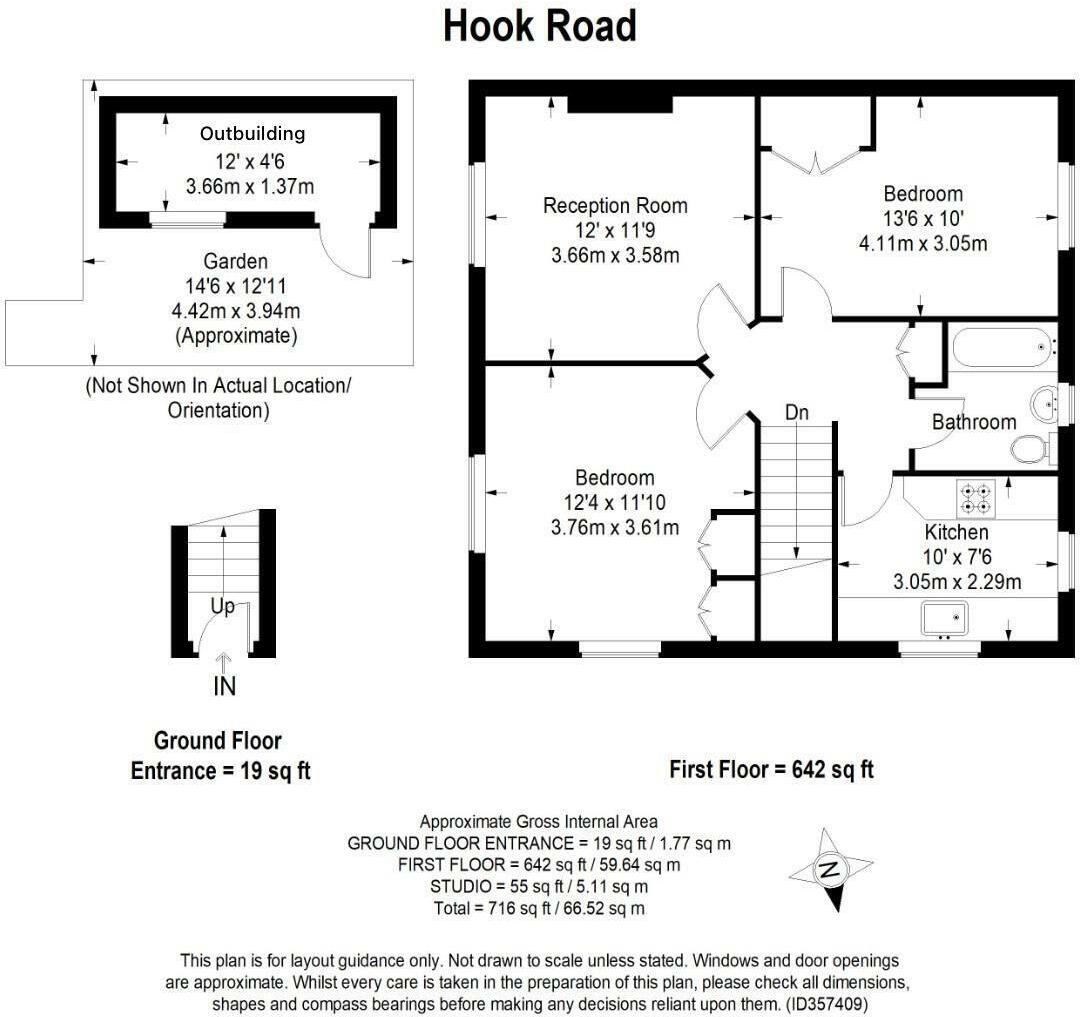 Hook Road
Outbuilding
12' x 4'6
3.66m x 1.37m
Garden
14'6 x 12'11
4.42m x 3.94m
(Approximate)
(Not Shown In Actual Location/
Orientation)
Reception Room
12' x 11'9
3.66m x 3.58m
Bedroom
13'6 x 10'
4.11m x 3.05m
Dn
Bathroom
Bedroom
12'4 x 11'10
3.76m x 3.61m
Kitchen
10' x 7'6
3.05m x 2.29m
Up
IN
Ground Floor
Entrance = 19 sq ft
First Floor = 642 sq ft
Approximate Gross Internal Area
GROUND FLOOR ENTRANCE = 19 sq ft / 1.77 sq m
FIRST FLOOR = 642 sq ft / 59.64 sq m
STUDIO = 55 sq ft / 5.11 sq m
Total = 716 sq ft / 66.52 sq m
N
This plan is for layout guidance only. Not drawn to scale unless stated. Windows and door openings
are approximate. Whilst every care is taken in the preparation of this plan, please check all dimensions,
shapes and compass bearings before making any decisions reliant upon them. (ID357409)